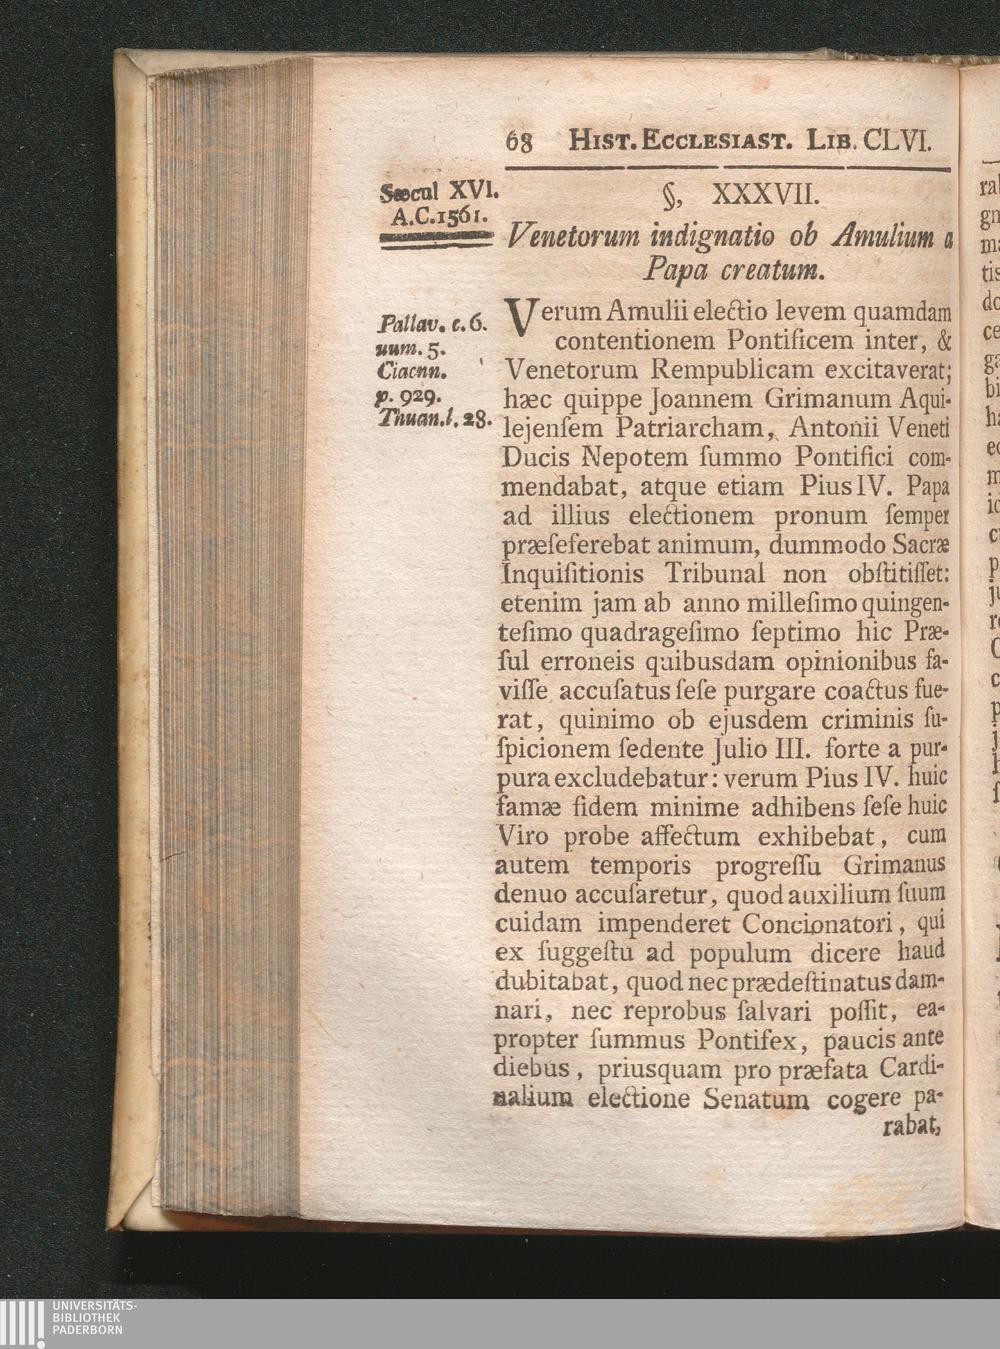 68 HIST. ECCLESIAST. LIB. CLVI.
Sæcul XVI.
A.C.1561.
§, XXXVII.
Venetorum indignatio ob Amulium a
Papa creatum.
Pallav. c. 6.
uum. 5.
Ciacnn.
p. 929.
Thuan. l. 28.
Verum Amulii electio levem quamdam
contentionem Pontificem inter, &
Venetorum Rempublicam excitaverat;
hæc quippe Joannem Grimanum Aqui-
lejenſem Patriarcham, Antonii Veneti
Ducis Nepotem ſummo Pontifici com-
mendabat, atque etiam Pius IV. Papa
ad illius electionem pronum ſemper
præſeferebat animum, dummodo Sacræ
Inquiſitionis Tribunal non obſtitiſſet:
etenim jam ab anno milleſimo quingen-
teſimo quadrageſimo ſeptimo hic Præ-
ſul erroneis quibusdam opinionibus fa-
viſſe accuſatus ſeſe purgare coactus fue-
rat, quinimo ob ejusdem criminis ſu-
ſpicionem ſedente Julio III. forte a pur-
pura excludebatur: verum Pius IV. huic
famæ fidem minime adhibens ſeſe huic
Viro probe affectum exhibebat, cum
autem temporis progreſſu Grimanus
denuo accuſaretur, quod auxilium ſuum
cuidam impenderet Concionatori, qui
ex ſuggeſtu ad populum dicere haud
dubitabat, quod nec prædeſtinatus dam-
nari, nec reprobus ſalvari poſſit, ea-
propter ſummus Pontifex, paucis ante
diebus, priusquam pro præfata Cardi-
nalium electione Senatum cogere pa-
rabat,
UNIVERSITÄTS-
BIBLIOTHEK
PADERBORN